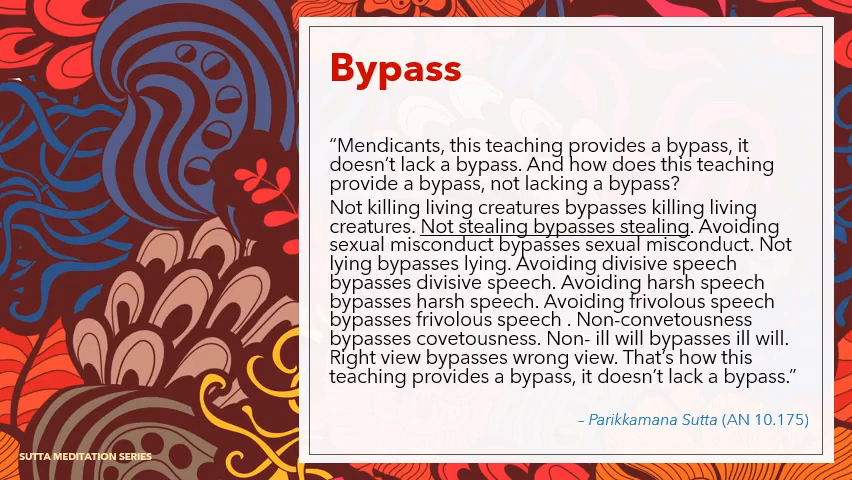 Bypass
“Mendicants, this teaching provides a bypass, it
doesn’t lack a bypass. And how does this teaching
provide a bypass, not lacking a bypass?
Not killing living creatures bypasses killing living
creatures. Not stealing bypasses stealing. Avoiding
sexual misconduct bypasses sexual misconduct. Not
lying bypasses lying. Avoiding divisive speech
bypasses divisive speech. Avoiding harsh speech
bypasses harsh speech. Avoiding frivolous speech
bypasses frivolous speech . Non-convetousness
bypasses covetousness. Non- ill will bypasses ill will.
Right view bypasses wrong view. That’s how this
teaching provides a bypass, it doesn’t lack a bypass.”
– Parikkamana Sutta (AN 10.175)
SUTTA MEDITATION SERIES